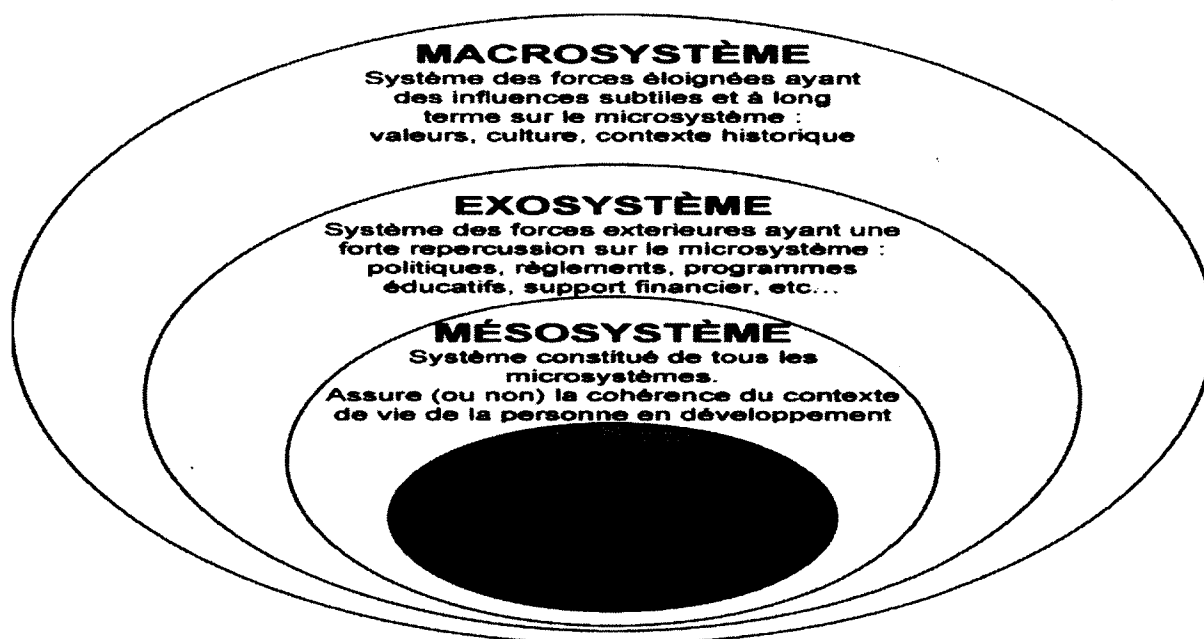 MACROSYSTÈME
Système des forces éloignées ayant
des influences subtiles et à long
terme sur le microsystème :
valeurs, culture, contexte historique
EXOSYSTÈME
Système des forces exterieures ayant une
forte repercussion sur le microsystème :
politiques, règlements, programmes
éducatifs, support financier, etc...
MÉSOSYSTÈME
Système constitué de tous les
microsystèmes.
Assure (ou non) la cohérence du contexte
de vie de la personne en développement